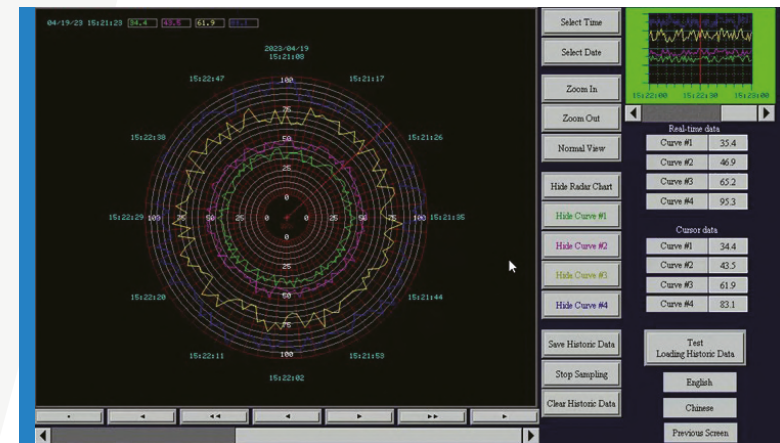 04/19/23 15:21:23 34.4 43.5 61.9 83.1
2023/04/19
15:21:08
15:21:17
15:21:26
15:21:35
15:21:44
15:21:53
15:22:02
15:22:11
15:22:20
15:22:29
15:22:38
15:22:47
100
75
50
0
100 75 50 25 0 0 25 50 75 100
0
25
50
75
100
Select Time
Select Date
Zoom In
Zoom Out
Normal View
Hide Radar Chart
Hide Curve #1
Hide Curve #2
Hide Curve #3
Hide Curve #4
Save Historic Data
Stop Sampling
Clear Historic Data
15:22:00 15:22:30 15:23:00
Real-time data
Curve #1 35.4
Curve #2 46.9
Curve #3 65.2
Curve #4 95.3
Cursor data
Curve #1 34.4
Curve #2 43.5
Curve #3 61.9
Curve #4 83.1
Test
Loading Historic Data
English
Chinese
Previous Screen